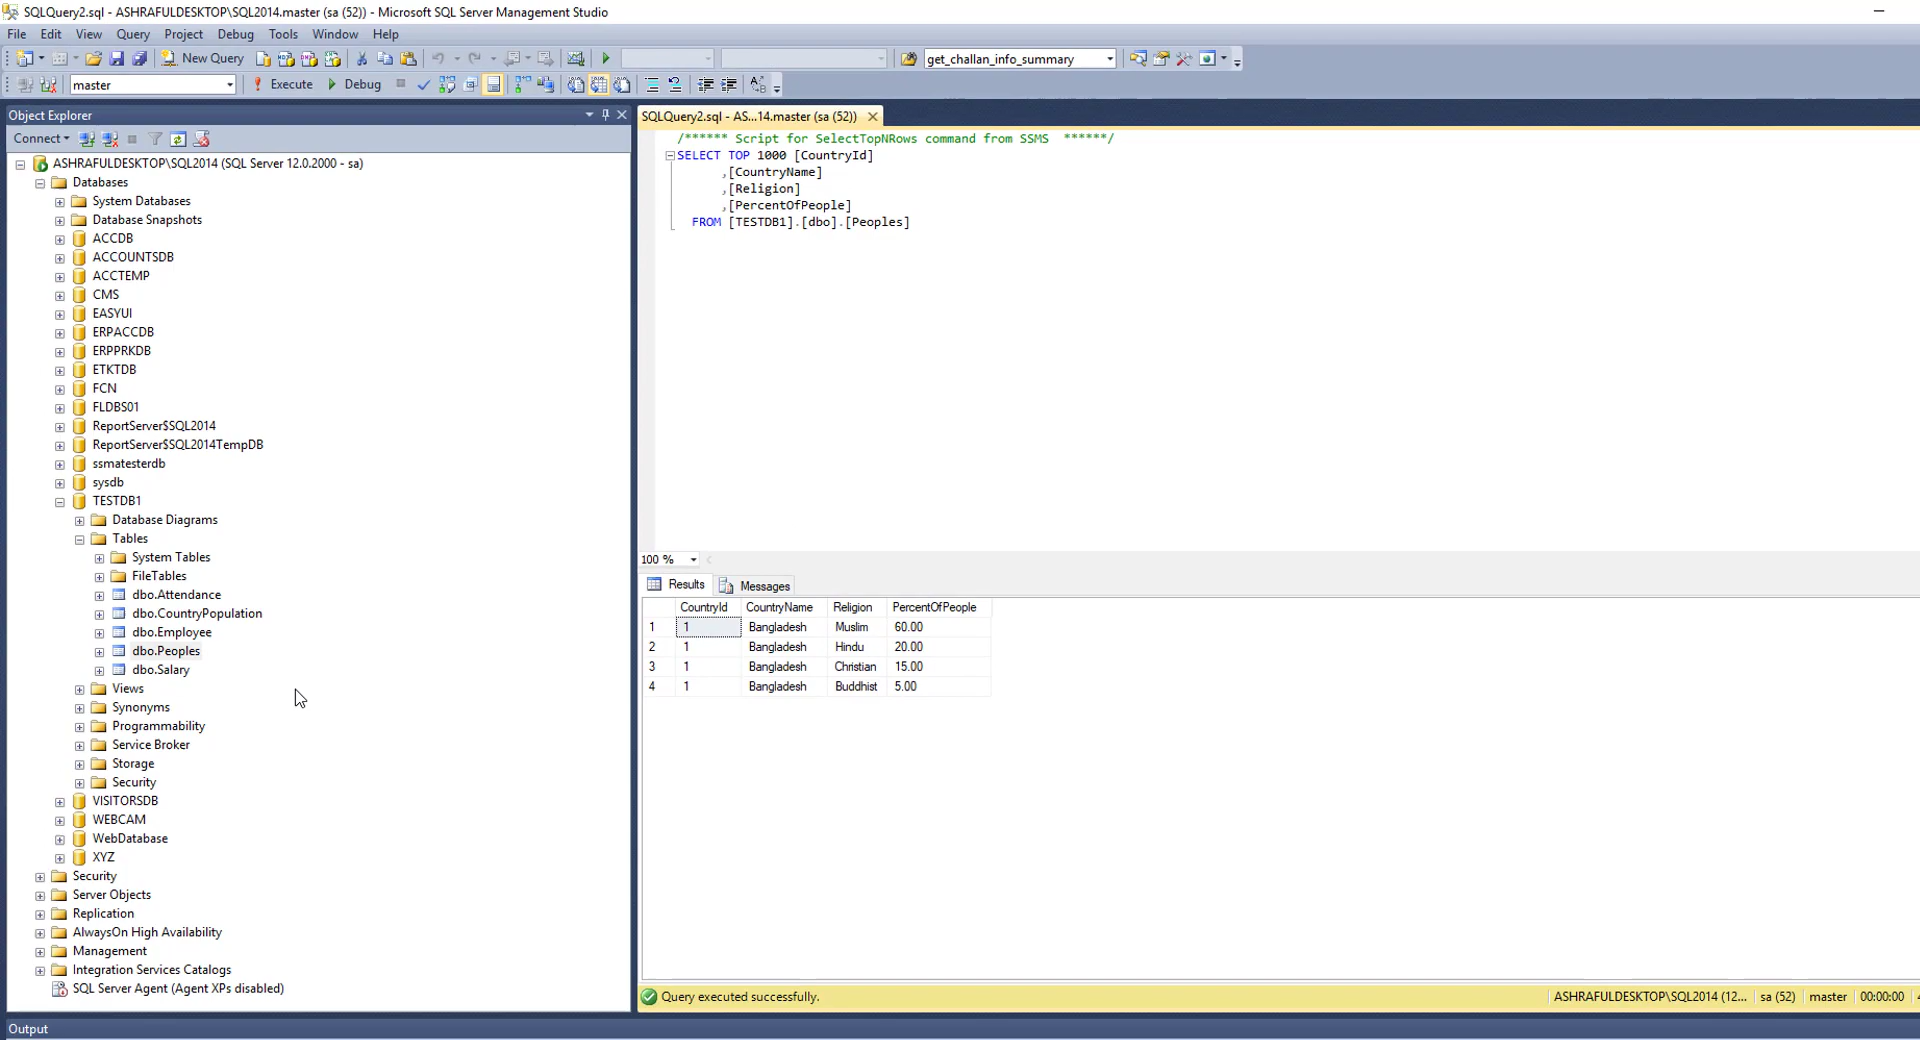 SQLQuery2.sql - ASHRAFULDESKTOP\SQL2014.master (sa (52)) - Microsoft SQL Server Management Studio
File Edit View Query Project Debug Tools Window Help
New Query get_challan_info_summary
master Execute Debug
Object Explorer
Connect
ASHRAFULDESKTOP\SQL2014 (SQL Server 12.0.2000 - sa)
Databases
System Databases
Database Snapshots
ACCDB
ACCOUNTSDB
ACCTEMP
CMS
EASYUI
ERPACCDB
ERPPRKDB
ETKTDB
FCN
FLDBS01
ReportServer$SQL2014
ReportServer$SQL2014TempDB
ssmatesterdb
sysdb
TESTDB1
Database Diagrams
Tables
System Tables
FileTables
dbo.Attendance
dbo.CountryPopulation
dbo.Employee
dbo.Peoples
dbo.Salary
Views
Synonyms
Programmability
Service Broker
Storage
Security
VISITORSDB
WEBCAM
WebDatabase
XYZ
Security
Server Objects
Replication
AlwaysOn High Availability
Management
Integration Services Catalogs
SQL Server Agent (Agent XPs disabled)
SQLQuery2.sql - AS...14.master (sa (52))
/****** Script for SelectTopNRows command from SSMS ******/
SELECT TOP 1000 [CountryId]
,[CountryName]
,[Religion]
,[PercentOfPeople]
FROM [TESTDB1].[dbo].[Peoples]
100 %
Results Messages
CountryId CountryName Religion PercentOfPeople
1 1 Bangladesh Muslim 60.00
2 1 Bangladesh Hindu 20.00
3 1 Bangladesh Christian 15.00
4 1 Bangladesh Buddhist 5.00
Query executed successfully. ASHRAFULDESKTOP\SQL2014 (12... sa (52) master 00:00:00
Output